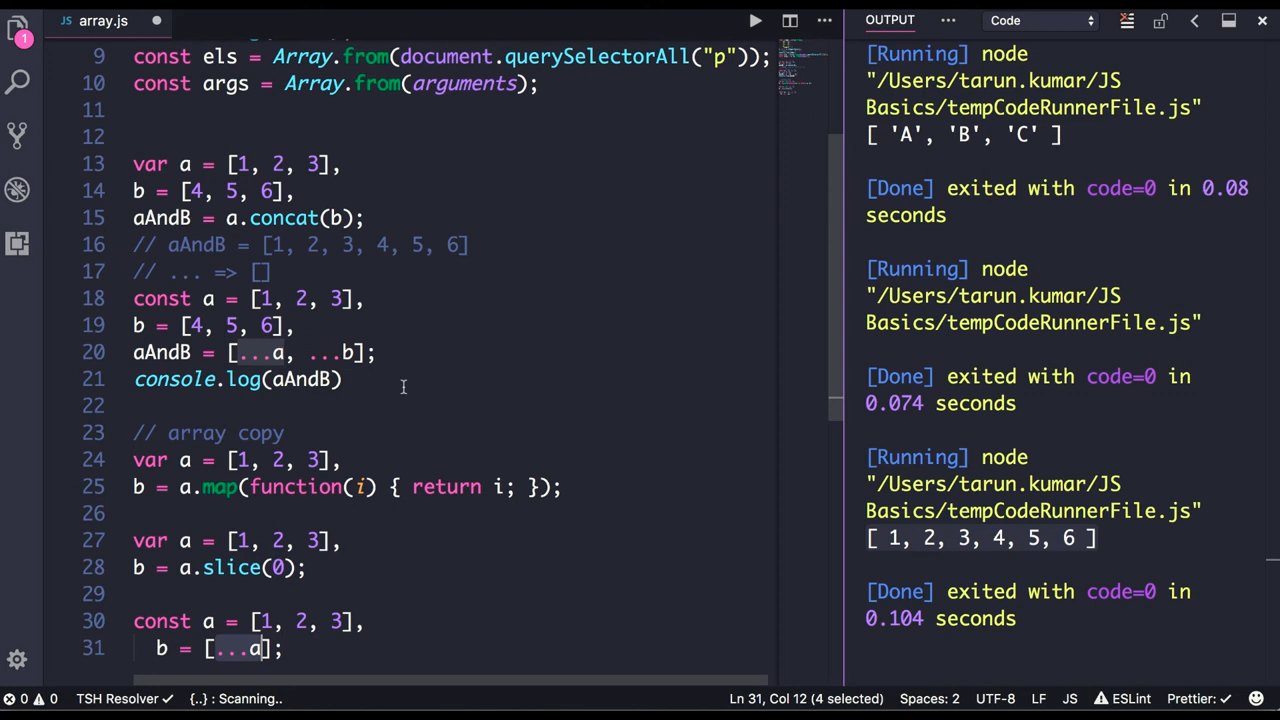 JS array.js
OUTPUT
Code
1
9 const els = Array.from(document.querySelectorAll("p"));
10 const args = Array.from(arguments);
11
12
13 var a = [1, 2, 3],
14 b = [4, 5, 6],
15 aAndB = a.concat(b);
16 // aAndB = [1, 2, 3, 4, 5, 6]
17 // ... => []
18 const a = [1, 2, 3],
19 b = [4, 5, 6],
20 aAndB = [...a, ...b];
21 console.log(aAndB)
22
23 // array copy
24 var a = [1, 2, 3],
25 b = a.map(function(i) { return i; });
26
27 var a = [1, 2, 3],
28 b = a.slice(0);
29
30 const a = [1, 2, 3],
31 b = [...a];
[Running] node
"/Users/tarun.kumar/JS
Basics/tempCodeRunnerFile.js"
[ 'A', 'B', 'C' ]
[Done] exited with code=0 in 0.08
seconds
[Running] node
"/Users/tarun.kumar/JS
Basics/tempCodeRunnerFile.js"
[Done] exited with code=0 in
0.074 seconds
[Running] node
"/Users/tarun.kumar/JS
Basics/tempCodeRunnerFile.js"
[ 1, 2, 3, 4, 5, 6 ]
[Done] exited with code=0 in
0.104 seconds
0 0 TSH Resolver {..} : Scanning.. Ln 31, Col 12 (4 selected) Spaces: 2 UTF-8 LF JS ESLint Prettier: